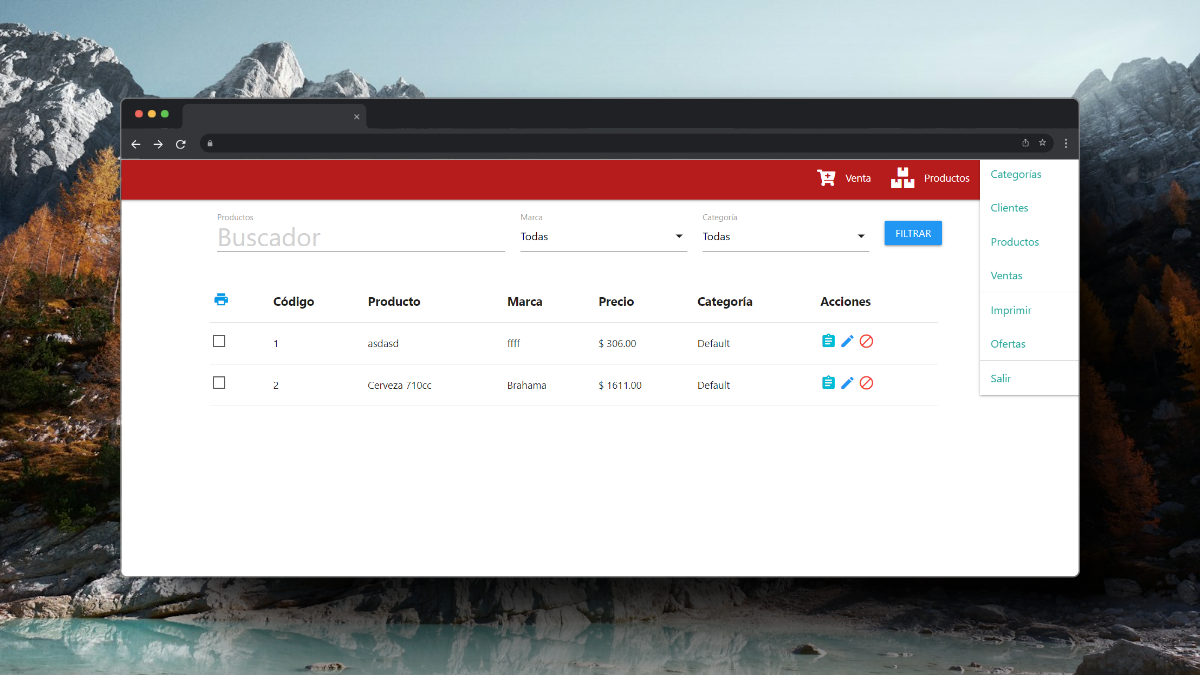 Venta Productos
Categorías
Clientes
Productos
Ventas
Imprimir
Ofertas
Salir
Productos Marca Categoría
Buscador Todas Todas FILTRAR
Código Producto Marca Precio Categoría Acciones
1 asdasd ffff $ 306.00 Default
2 Cerveza 710cc Brahama $ 1611.00 Default